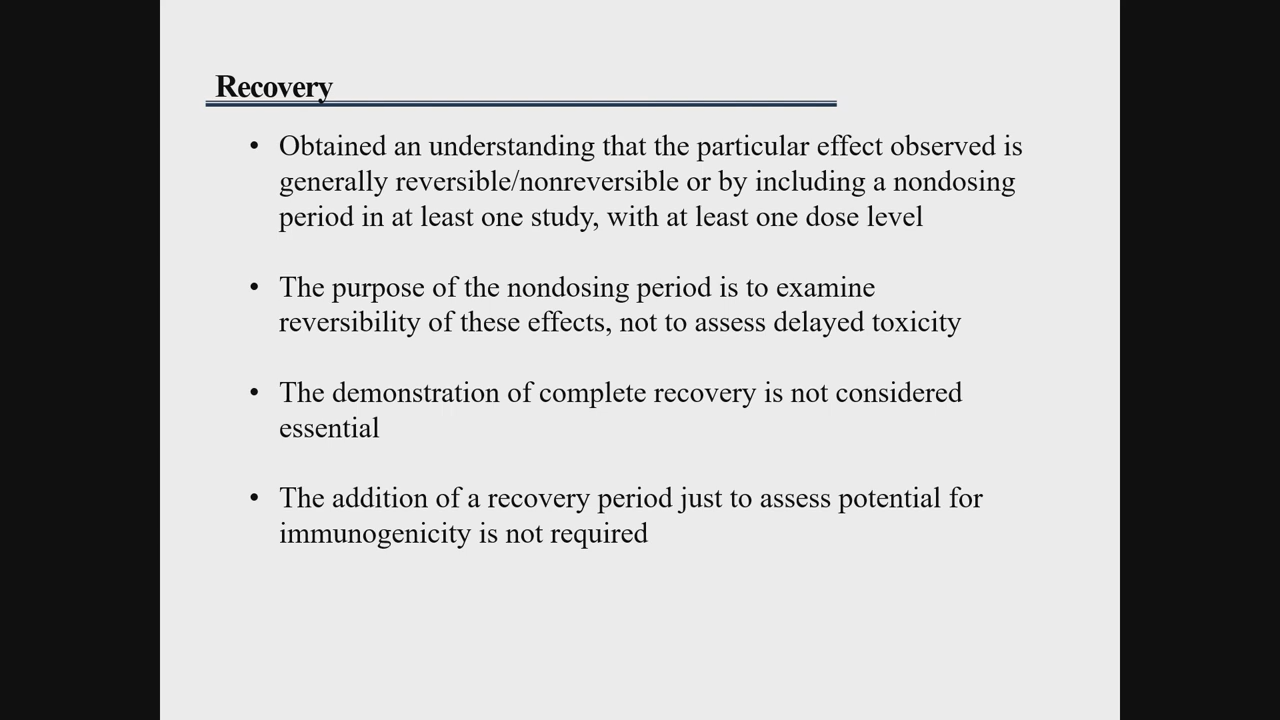 Recovery
• Obtained an understanding that the particular effect observed is
generally reversible/nonreversible or by including a nondosing
period in at least one study, with at least one dose level
• The purpose of the nondosing period is to examine
reversibility of these effects, not to assess delayed toxicity
• The demonstration of complete recovery is not considered
essential
• The addition of a recovery period just to assess potential for
immunogenicity is not required